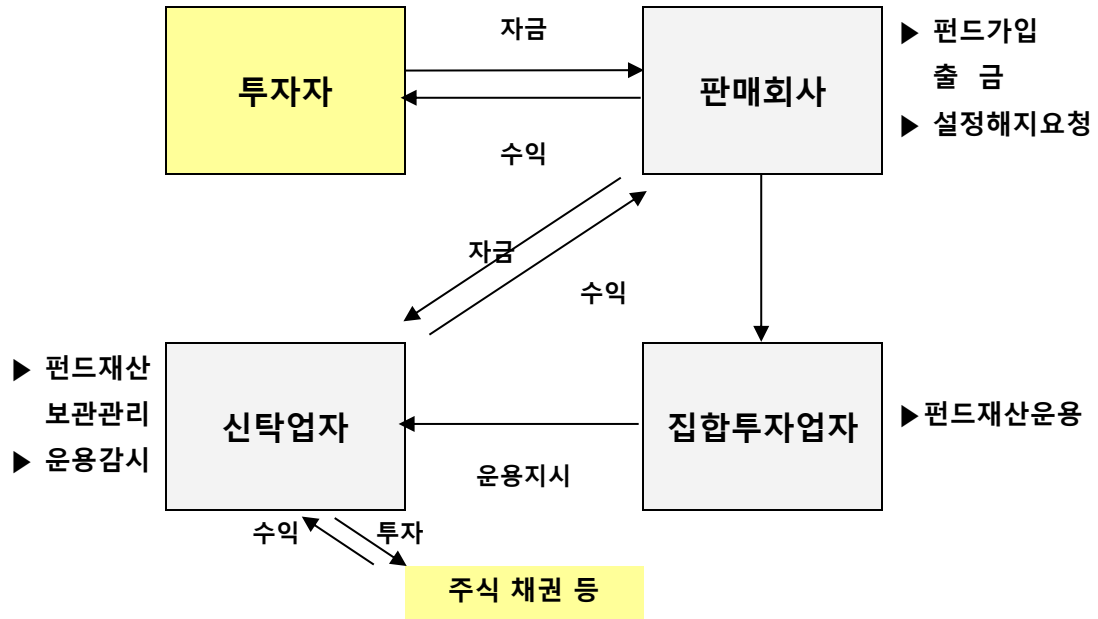 자금
투자자
판매회사
▶ 펀드가입
출 금
▶ 설정해지요청
수익
자금
수익
▶ 펀드재산
보관관리
▶ 운용감시
신탁업자
집합투자업자
▶펀드재산운용
운용지시
수익
투자
주식 채권 등